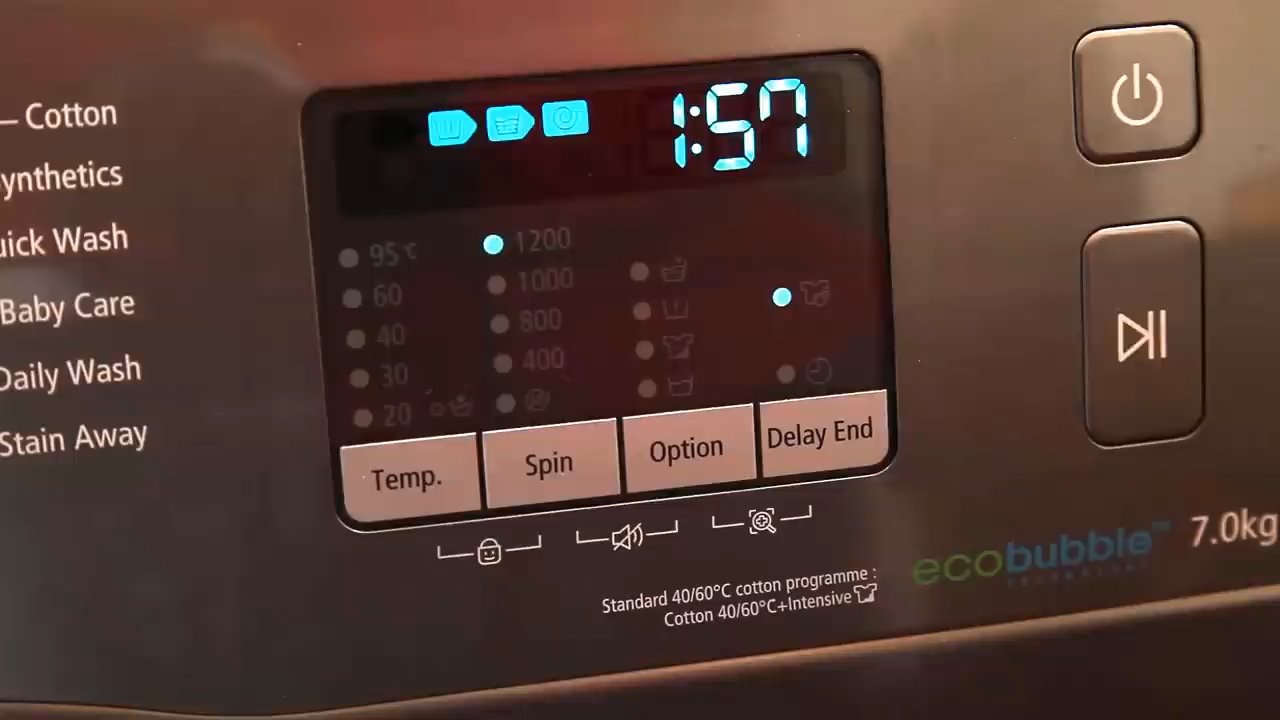 Cotton
ynthetics
uick Wash
Baby Care
Daily Wash
Stain Away
1:57
95°C
60
40
30
20
1200
1000
800
400
Temp.
Spin
Option
Delay End
Standard 40/60°C cotton programme :
Cotton 40/60°C+Intensive
ecobubble™
7.0kg